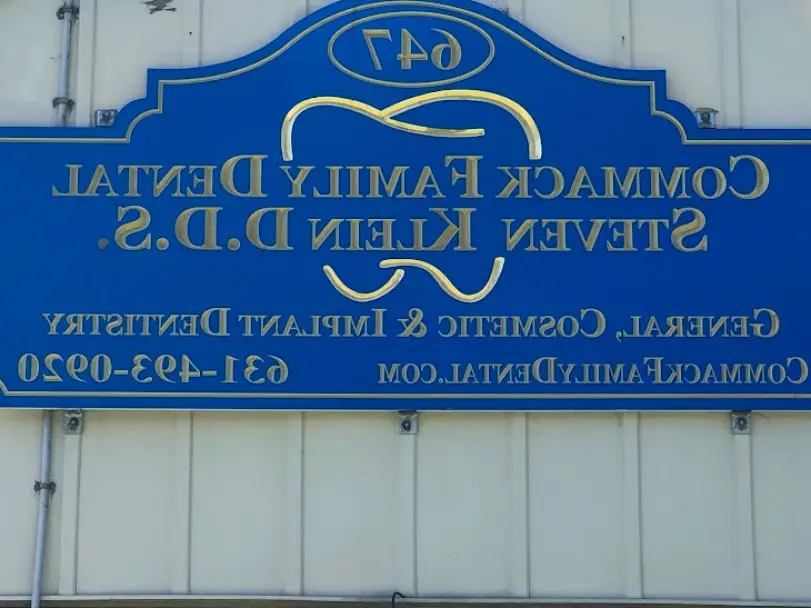 647
Commack Family Dental
Steven Klein D.D.S.
General, Cosmetic & Implant Dentistry
CommackFamilyDental.com 631-493-0920